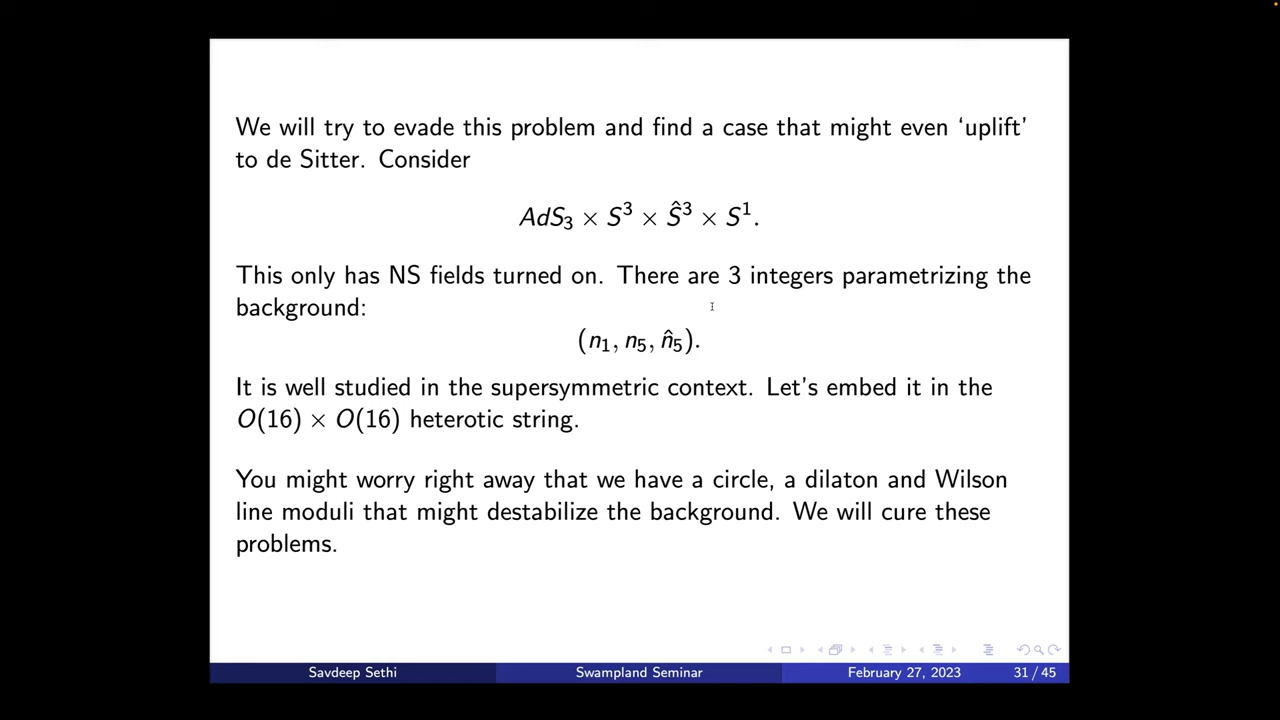 We will try to evade this problem and find a case that might even ‘uplift’
to de Sitter. Consider
AdS₃ × S³ × Ŝ³ × S¹.
This only has NS fields turned on. There are 3 integers parametrizing the
background:
(n₁, n₅, n̂₅).
It is well studied in the supersymmetric context. Let's embed it in the
O(16) × O(16) heterotic string.
You might worry right away that we have a circle, a dilaton and Wilson
line moduli that might destabilize the background. We will cure these
problems.
Savdeep Sethi Swampland Seminar February 27, 2023 31 / 45